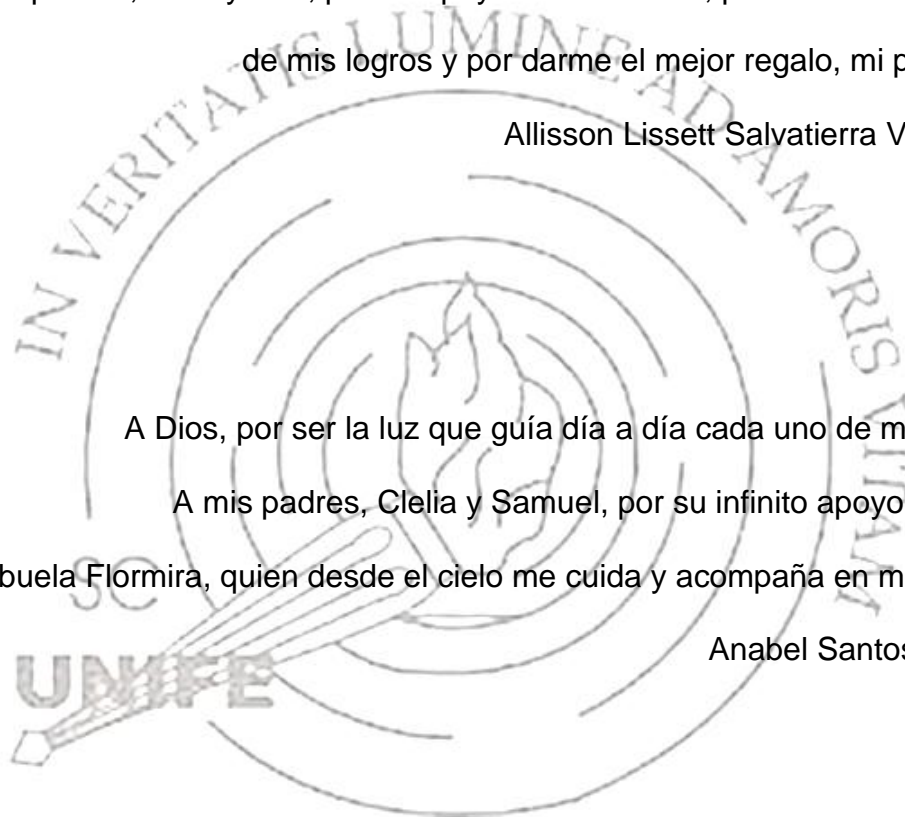 de mis logros y por darme el mejor regalo, mi
Allisson Lissett Salvatierra
A Dios, por ser la luz que guía día a día cada uno de
A mis padres, Clelia y Samuel, por su infinito apoyo
Flormira, quien desde el cielo me cuida y acompaña en
Anabel Santos
IN VERITATIS LUMINE AD AMORIS VITAM
SC
UNIFE